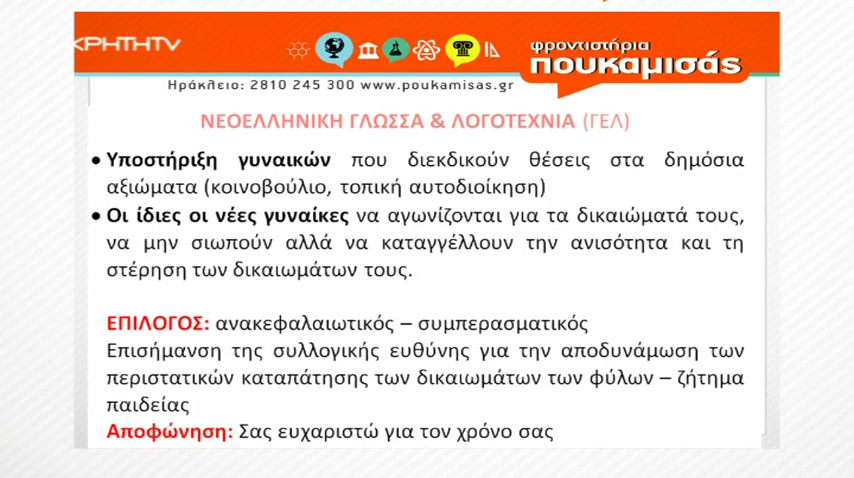 ΚΡΗΤΗTV
φροντιστήρια
πουκαμισάς
Ηράκλειο: 2810 245 300 www.poukamisas.gr
ΝΕΟΕΛΛΗΝΙΚΗ ΓΛΩΣΣΑ & ΛΟΓΟΤΕΧΝΙΑ (ΓΕΛ)
• Υποστήριξη γυναικών που διεκδικούν θέσεις στα δημόσια
αξιώματα (κοινοβούλιο, τοπική αυτοδιοίκηση)
• Οι ίδιες οι νέες γυναίκες να αγωνίζονται για τα δικαιώματά τους,
να μην σιωπούν αλλά να καταγγέλλουν την ανισότητα και τη
στέρηση των δικαιωμάτων τους.
ΕΠΙΛΟΓΟΣ: ανακεφαλαιωτικός – συμπερασματικός
Επισήμανση της συλλογικής ευθύνης για την αποδυνάμωση των
περιστατικών καταπάτησης των δικαιωμάτων των φύλων – ζήτημα
παιδείας
Αποφώνηση: Σας ευχαριστώ για τον χρόνο σας